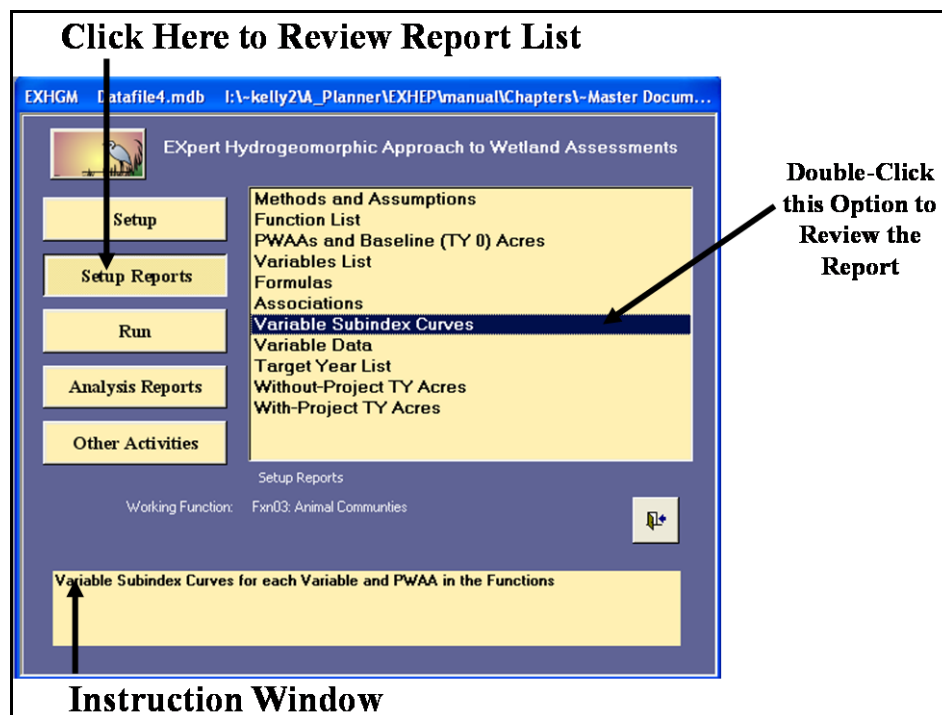 Click Here to Review Report List
EXHGM Datafile4.mdb I:\~kelly2\A_Planner\EXHEP\manual\Chapters\~Master Docum...
EXpert Hydrogeomorphic Approach to Wetland Assessments
Setup
Setup Reports
Run
Analysis Reports
Other Activities
Methods and Assumptions
Function List
PWAAs and Baseline (TY 0) Acres
Variables List
Formulas
Associations
Variable Subindex Curves
Variable Data
Target Year List
Without-Project TY Acres
With-Project TY Acres
Double-Click
this Option to
Review the
Report
Setup Reports
Working Function: Fxn03: Animal Communties
Variable Subindex Curves for each Variable and PWAA in the Functions
Instruction Window